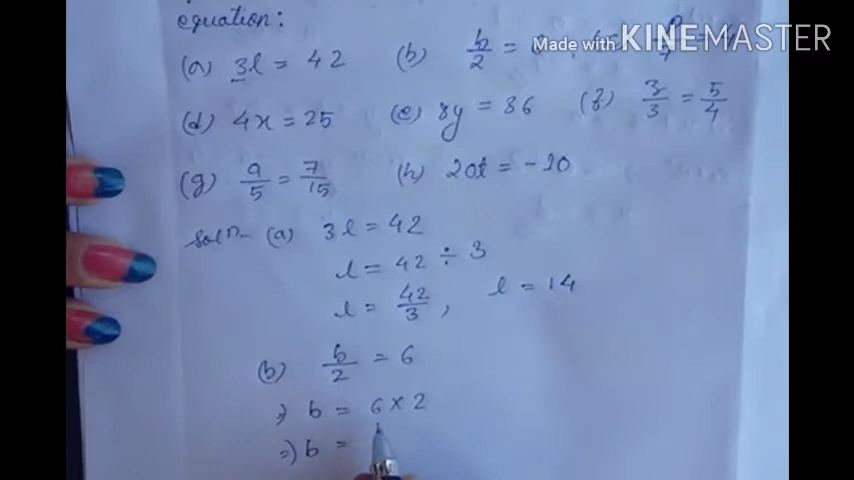 equation:
Made with KINEMASTER
(a) 3l = 42 (b) b/2 =
(d) 4x = 25 (e) 8y = 36 (f) z/3 = 5/4
(g) a/5 = 7/15 (h) 20t = -10
Soln (a) 3l = 42
l = 42 ÷ 3
l = 42/3, l = 14
(b) b/2 = 6
⇒ b = 6 × 2
⇒ b =